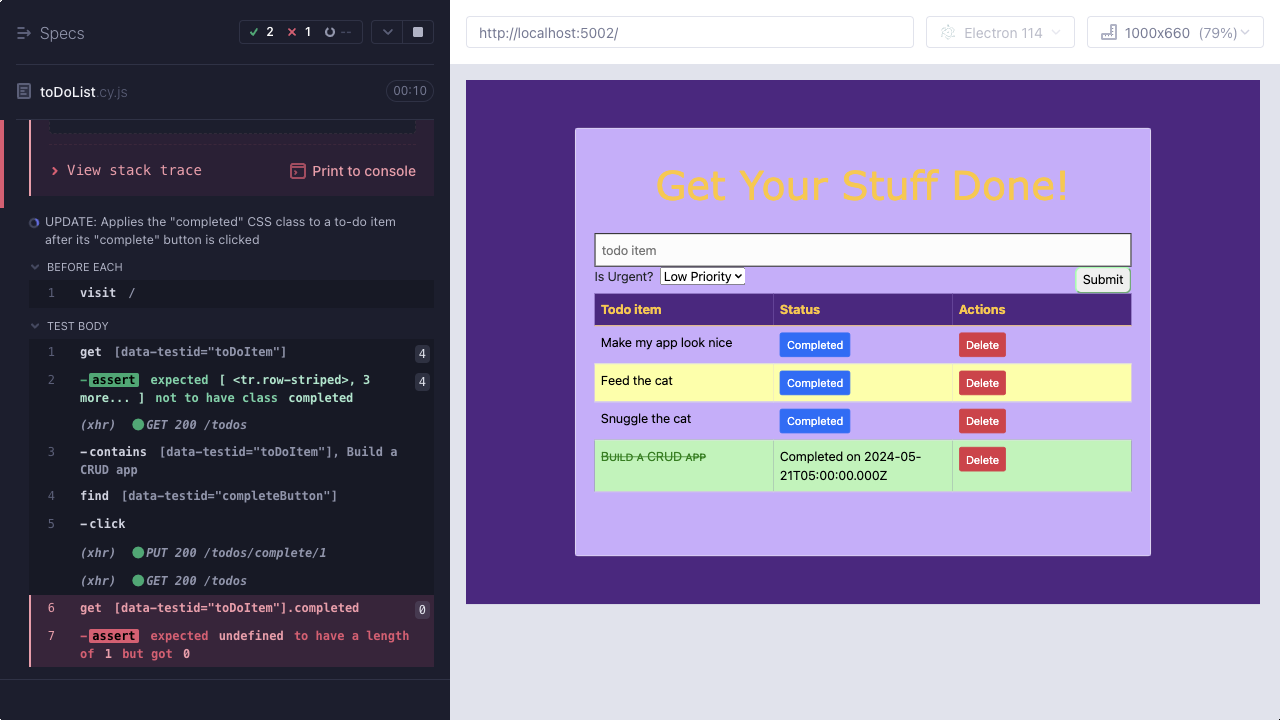 Specs
2 1 --
toDoList.cy.js 00:10
View stack trace Print to console
UPDATE: Applies the "completed" CSS class to a to-do item
after its "complete" button is clicked
BEFORE EACH
1 visit /
TEST BODY
1 get [data-testid="toDoItem"] 4
2 -assert expected [ <tr.row-striped>, 3 4
more... ] not to have class completed
(xhr) GET 200 /todos
3 -contains [data-testid="toDoItem"], Build a
CRUD app
4 find [data-testid="completeButton"]
5 -click
(xhr) PUT 200 /todos/complete/1
(xhr) GET 200 /todos
6 get [data-testid="toDoItem"].completed 0
7 -assert expected undefined to have a length
of 1 but got 0
http://localhost:5002/ Electron 114 1000x660 (79%)
Get Your Stuff Done!
todo item
Is Urgent? Low Priority Submit
Todo item Status Actions
Make my app look nice Completed Delete
Feed the cat Completed Delete
Snuggle the cat Completed Delete
BUILD A CRUD APP Completed on 2024-05- Delete
21T05:00:00.000Z